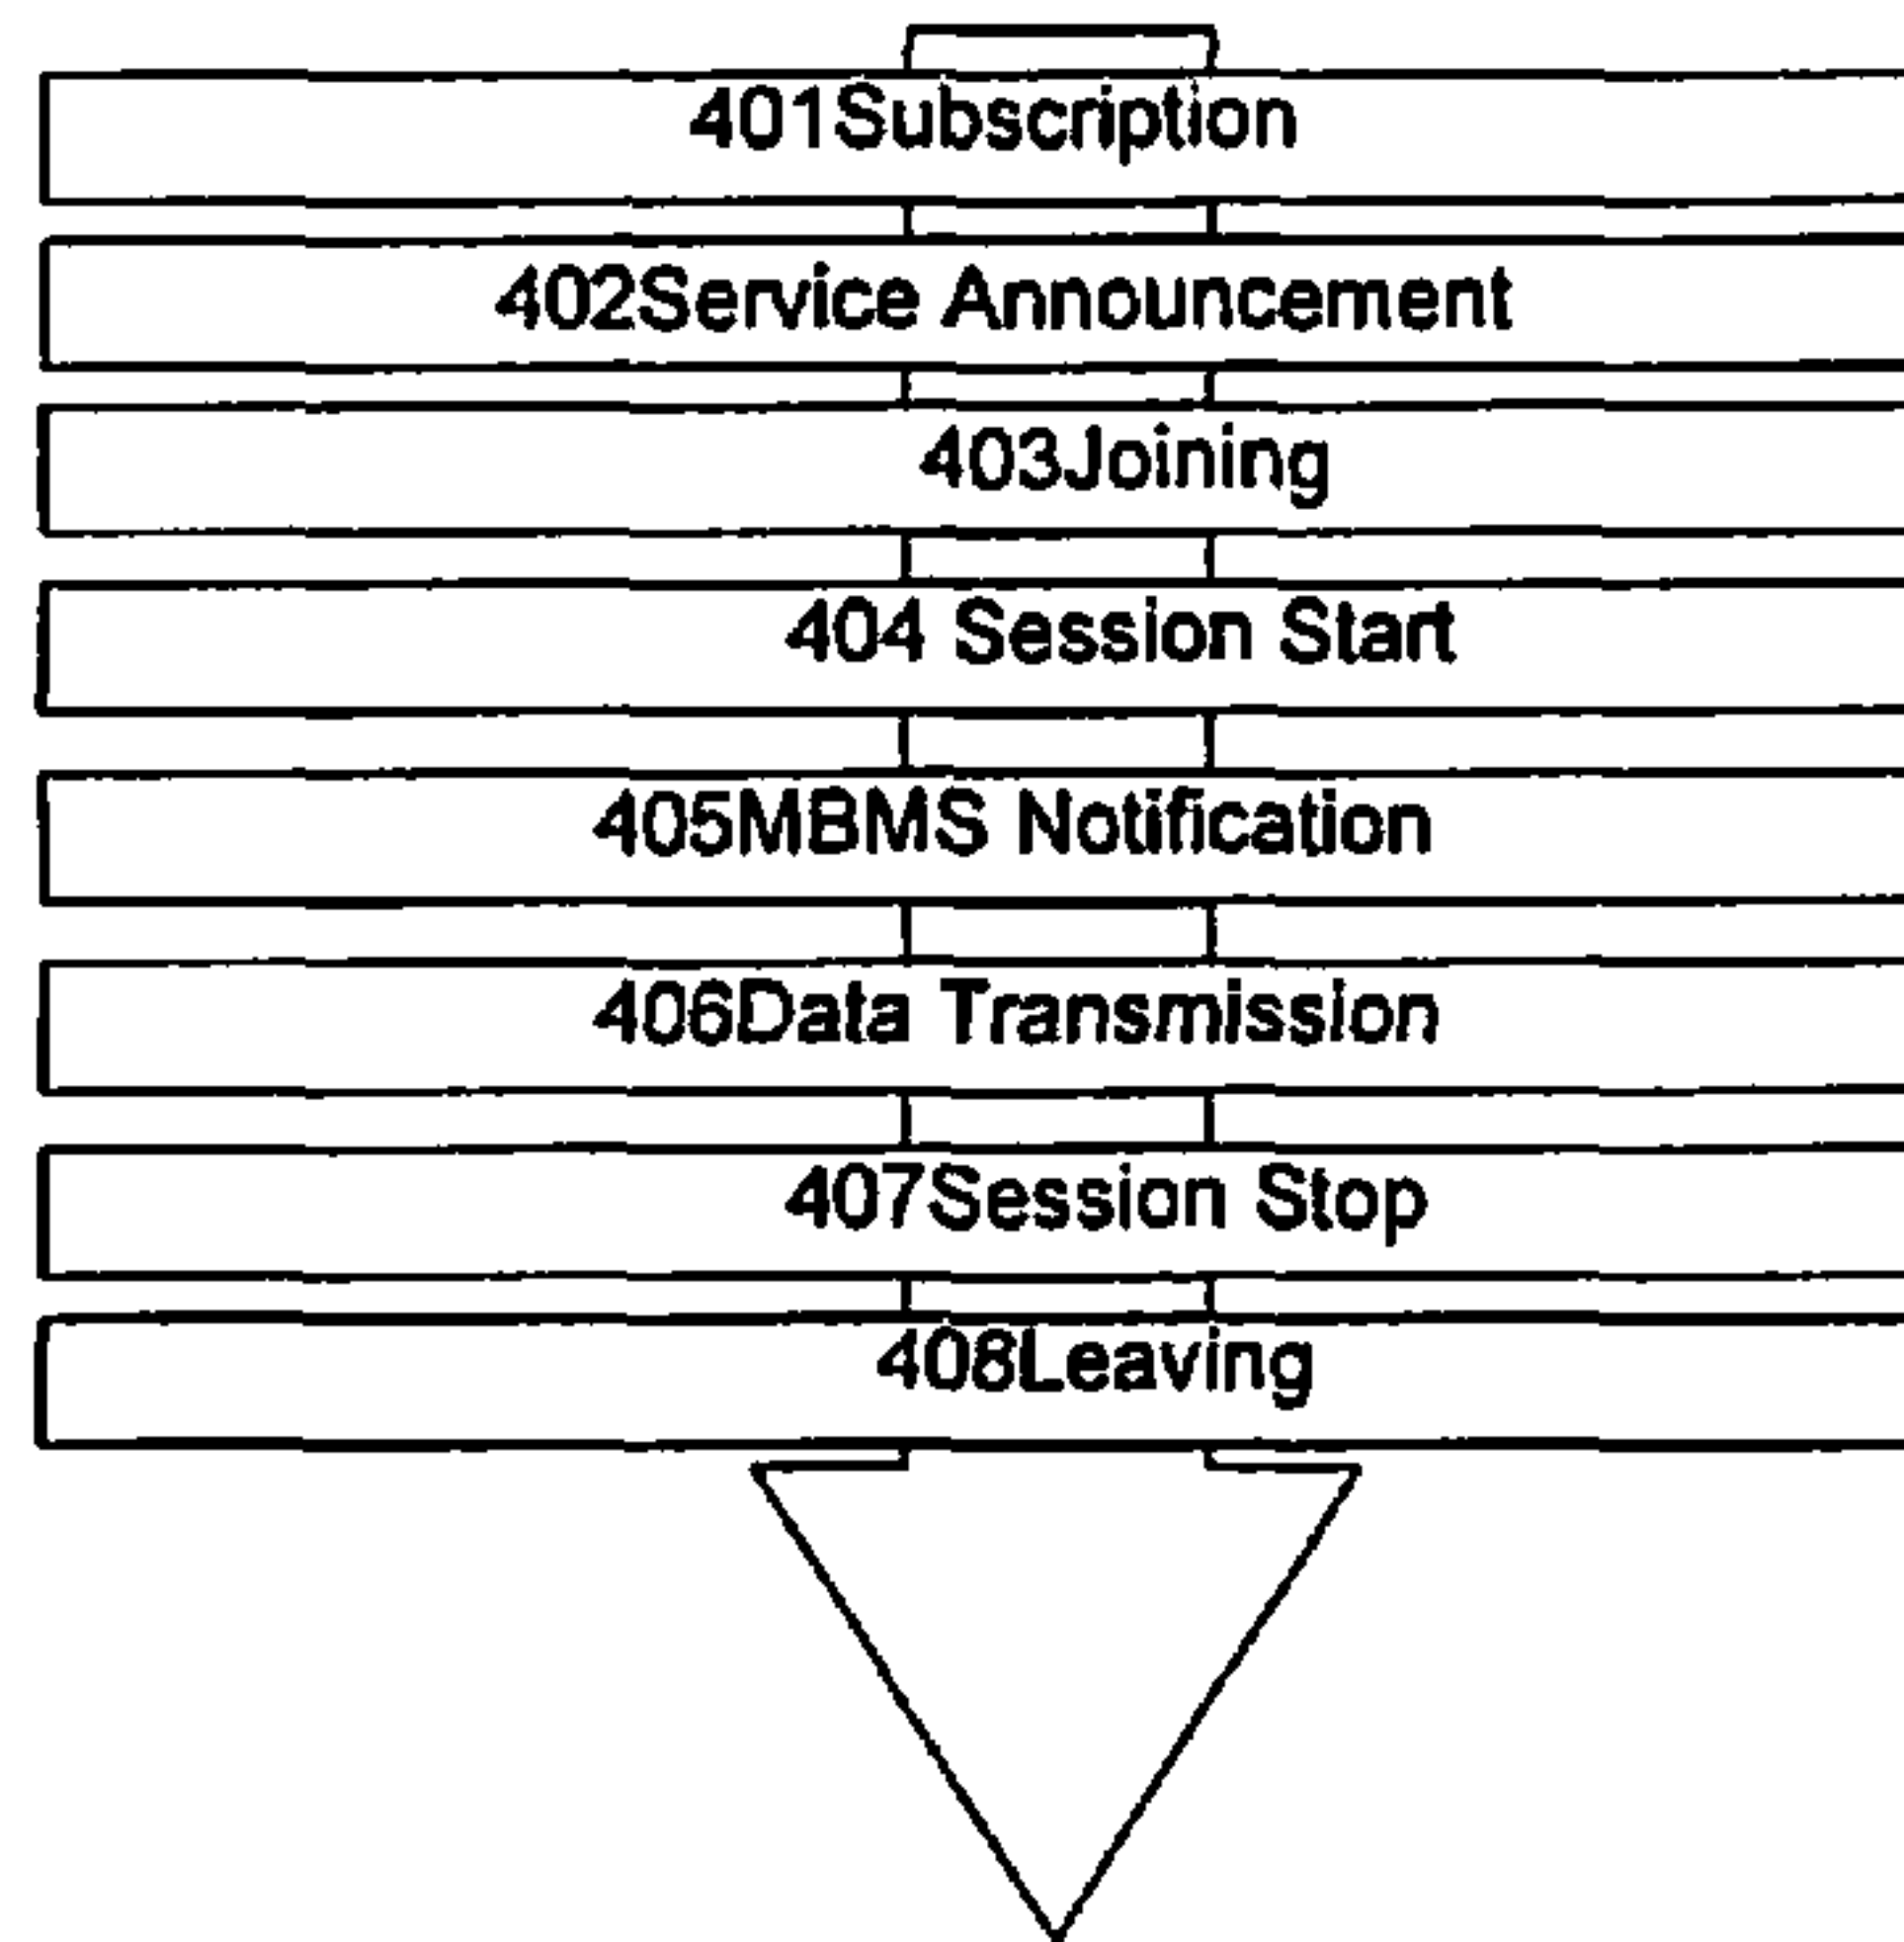 401Subscription
402Service Announcement
403Joining
404 Session Start
405MBMS Notification
406Data Transmission
407Session Stop
408Leaving